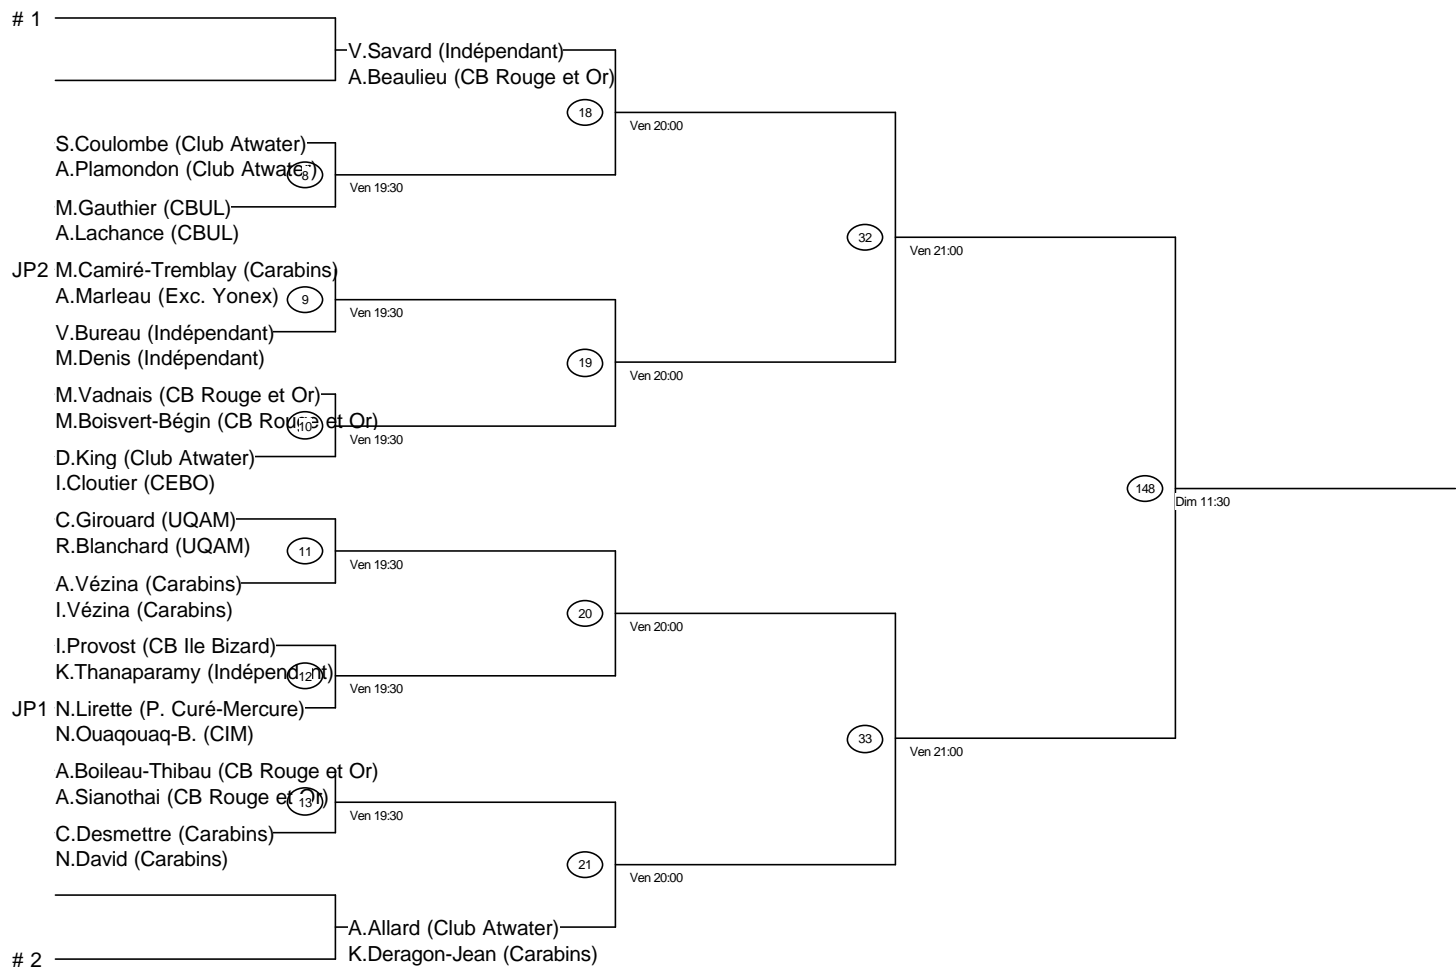 # 1
V.Savard (Indépendant)
A.Beaulieu (CB Rouge et Or)
18
Ven 20:00
S.Coulombe (Club Atwater)
A.Plamondon (Club Atwater)
8
Ven 19:30
M.Gauthier (CBUL)
A.Lachance (CBUL)
32
Ven 21:00
JP2 M.Camiré-Tremblay (Carabins)
A.Marleau (Exc. Yonex)
9
Ven 19:30
V.Bureau (Indépendant)
M.Denis (Indépendant)
19
Ven 20:00
M.Vadnais (CB Rouge et Or)
M.Boisvert-Bégin (CB Rouge et Or)
10
Ven 19:30
D.King (Club Atwater)
I.Cloutier (CEBO)
148
Dim 11:30
C.Girouard (UQAM)
R.Blanchard (UQAM)
11
Ven 19:30
A.Vézina (Carabins)
I.Vézina (Carabins)
20
Ven 20:00
I.Provost (CB Ile Bizard)
K.Thanaparamy (Indépendant)
12
Ven 19:30
JP1 N.Lirette (P. Curé-Mercure)
N.Ouaqouaq-B. (CIM)
33
Ven 21:00
A.Boileau-Thibau (CB Rouge et Or)
A.Sianothai (CB Rouge et Or)
13
Ven 19:30
C.Desmettre (Carabins)
N.David (Carabins)
21
Ven 20:00
A.Allard (Club Atwater)
K.Deragon-Jean (Carabins)
# 2